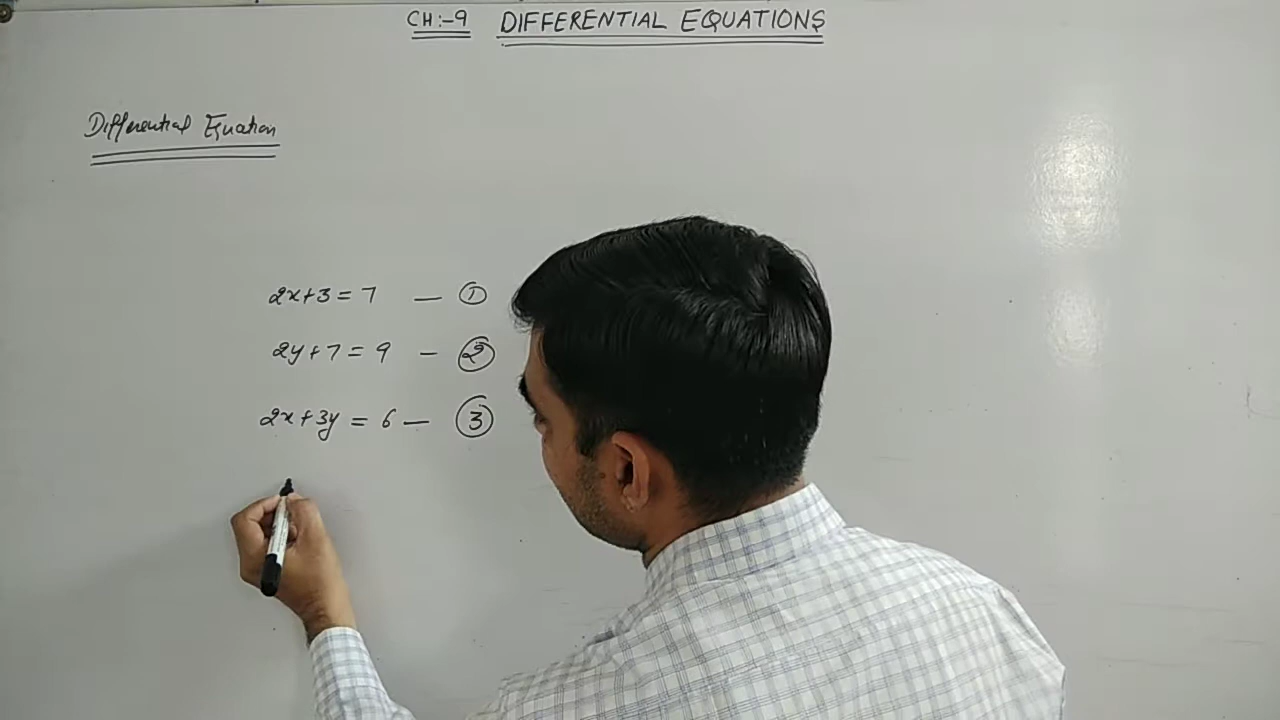 CH:-9 DIFFERENTIAL EQUATIONS
Differential Equation
2x+3 = 7 — ①
2y+7 = 9 — ②
2x+3y = 6 — ③